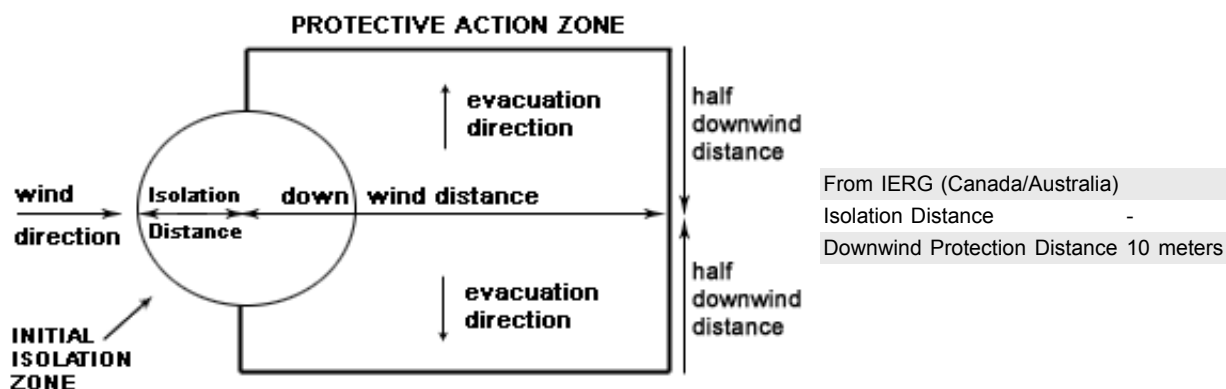 PROTECTIVE ACTION ZONE
evacuation
direction
half
downwind
distance
wind
direction
Isolation
Distance
down wind distance
evacuation
direction
half
downwind
distance
INITIAL
ISOLATION
ZONE
From IERG (Canada/Australia)
Isolation Distance -
Downwind Protection Distance 10 meters